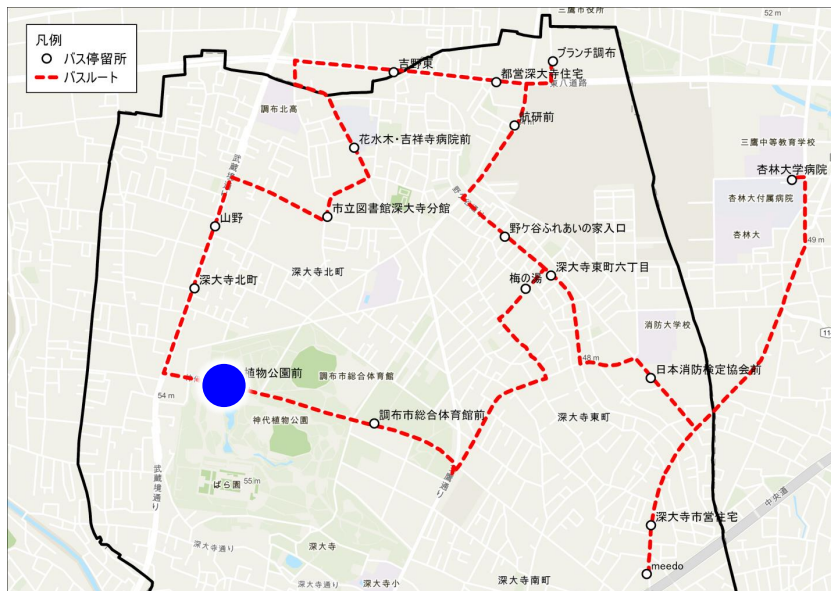 凡例
バス停留所
バスルート
三鷹市役所
52 m
ブランチ調布
吉野東
都営深大寺住宅
東八道路
調布北高
航研前
花水木・吉祥寺病院前
三鷹中等教育学校
杏林大学病院
杏林大学付属病院
市立図書館深大寺分館
山野
野ケ谷ふれあいの家入口
杏林大
49 m
深大寺北町
深大寺東町六丁目
梅の湯
深大寺北町
消防大学校
48 m
植物公園前
調布市総合体育館
日本消防検定協会前
54 m
神代植物公園
調布市総合体育館前
深大寺東町
武蔵境通り
ばら園
55 m
中央道
深大寺市営住宅
深大寺通り
深大寺
深大寺通り
深大寺小
深大寺南町
meedo